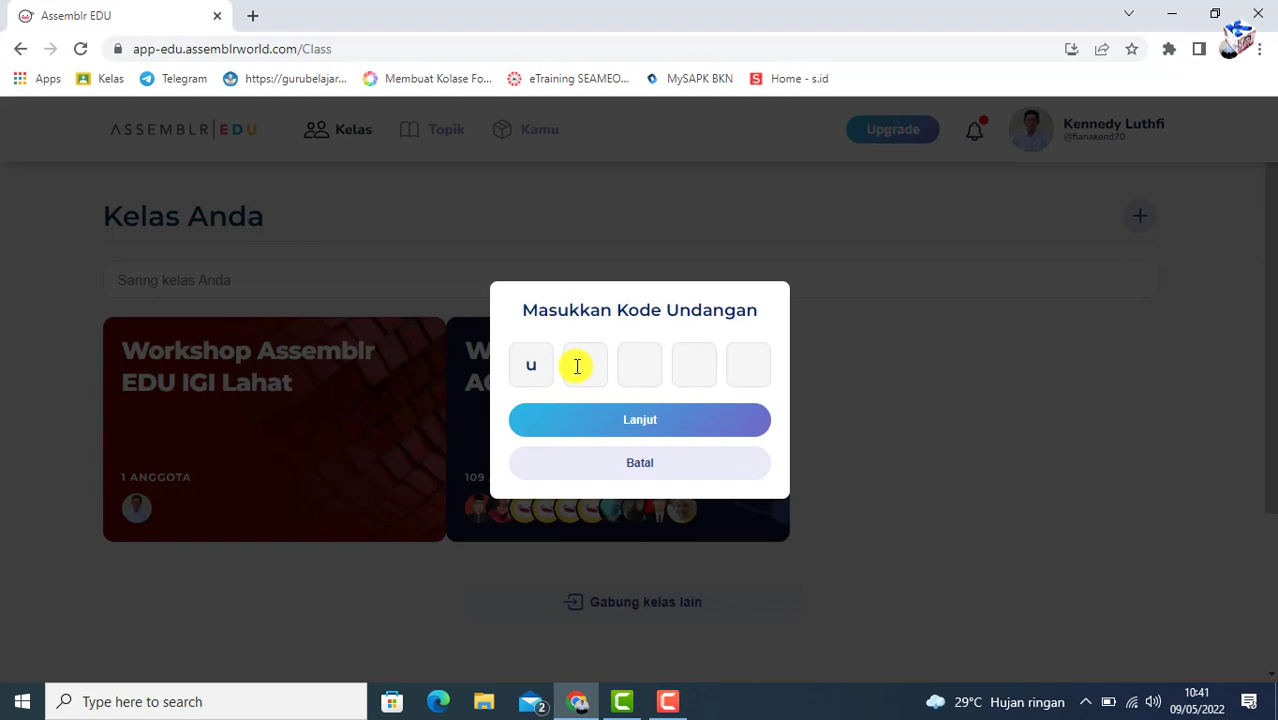 Assemblr EDU
app-edu.assemblrworld.com/Class
Apps Kelas Telegram https://gurubelajar... Membuat Kolase Fo... eTraining SEAMEO... MySAPK BKN Home - s.id
ASSEMBLR EDU Kelas Topik Kamu Upgrade Kennedy Luthfi
@fianakend70
Kelas Anda
Saring kelas Anda
Workshop Assemblr
EDU IGI Lahat
1 ANGGOTA
109
Masukkan Kode Undangan
u
Lanjut
Batal
Gabung kelas lain
Type here to search
2
29°C Hujan ringan
10:41
09/05/2022